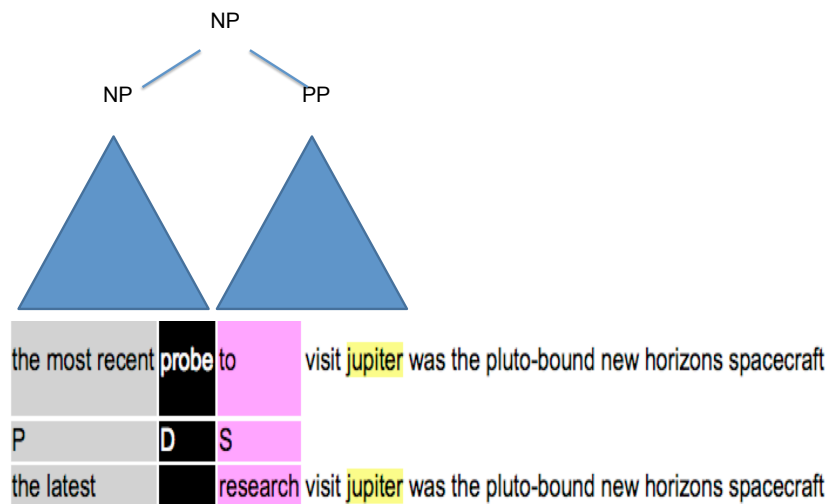 NP
NP PP
the most recent probe to visit jupiter was the pluto-bound new horizons spacecraft
P D S
the latest research visit jupiter was the pluto-bound new horizons spacecraft